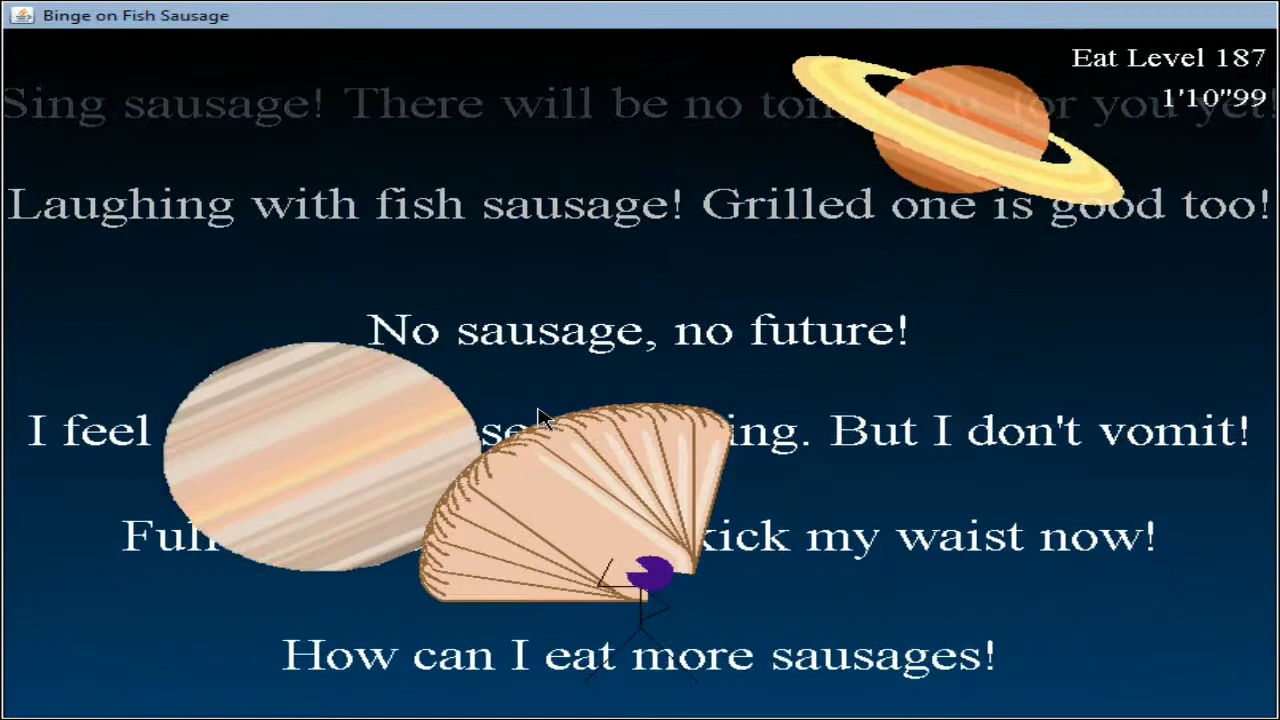 Binge on Fish Sausage
Eat Level 187
1'10"99
Sing sausage! There will be no for you yet!
Laughing with fish sausage! Grilled one is good too!
No sausage, no future!
I feel But I don't vomit!
kick my waist now!
How can I eat more sausages!